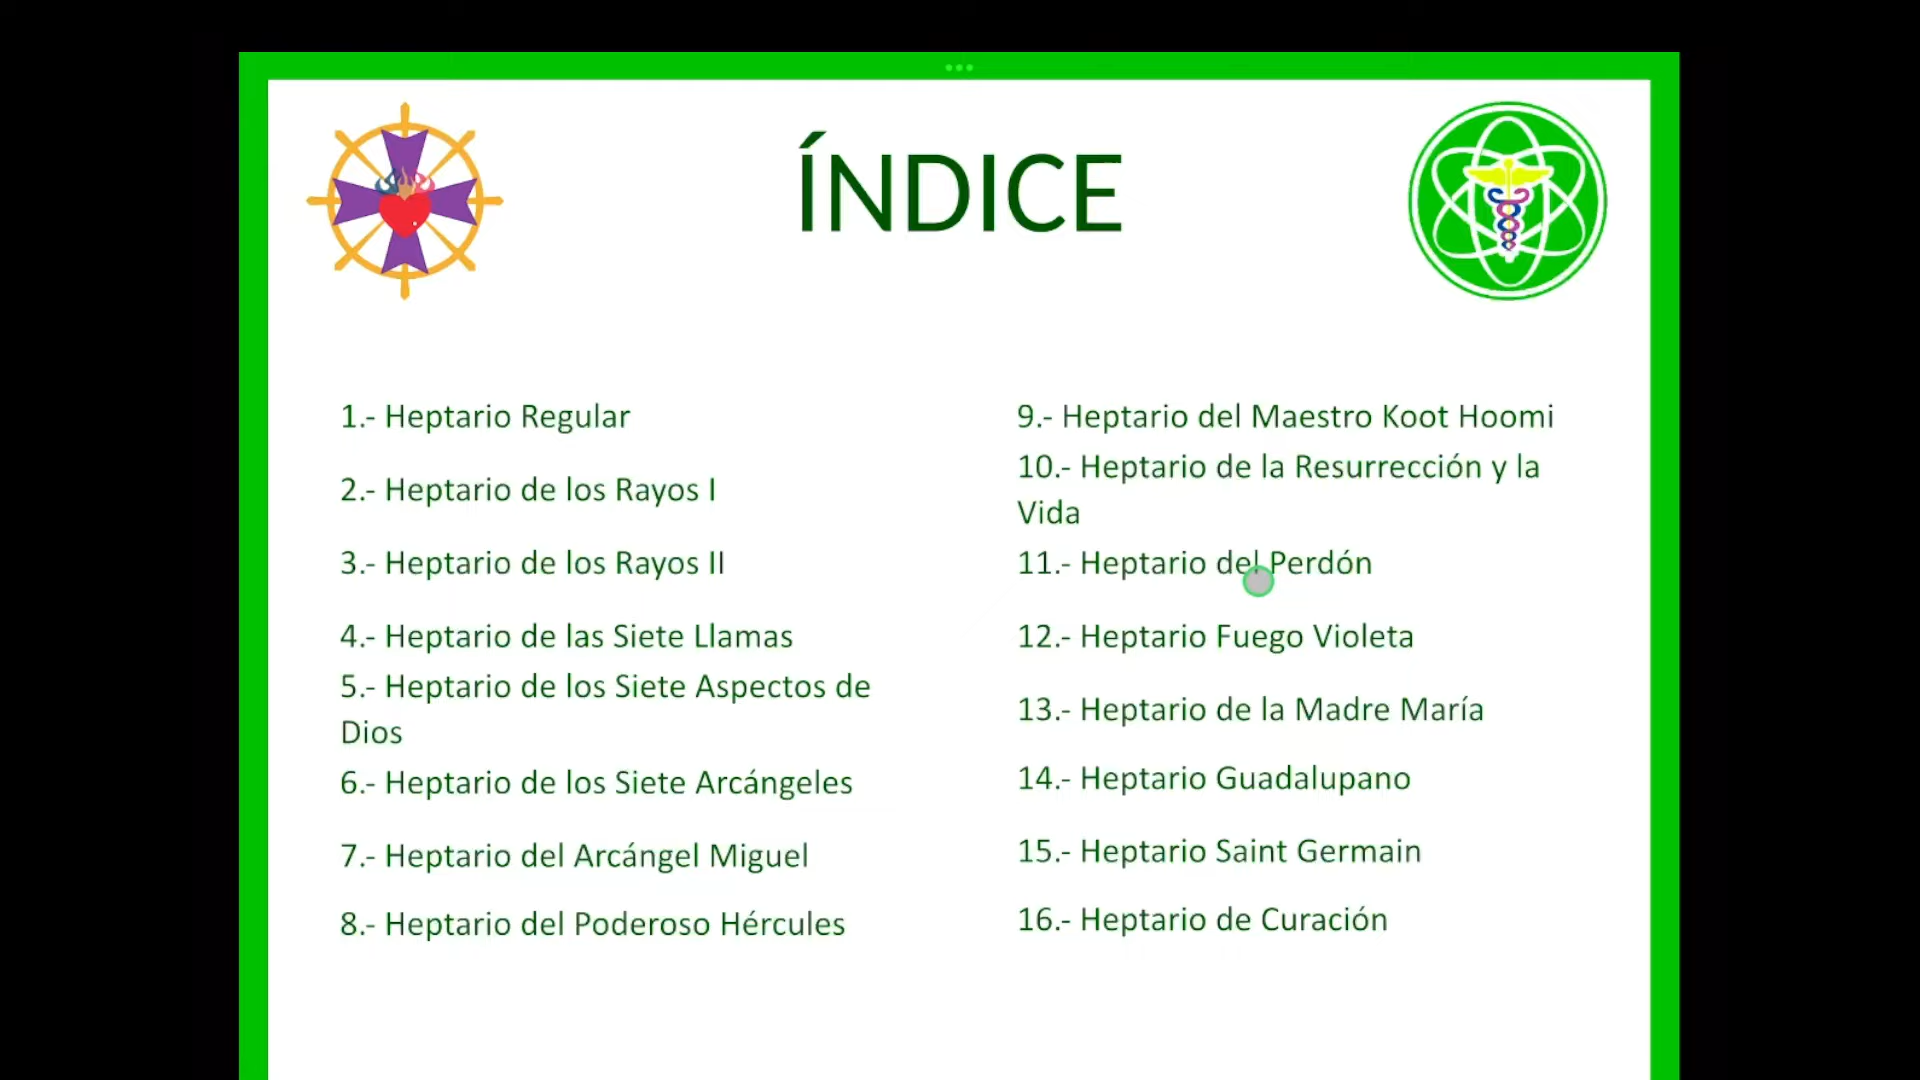 ÍNDICE
1.- Heptario Regular
2.- Heptario de los Rayos I
3.- Heptario de los Rayos II
4.- Heptario de las Siete Llamas
5.- Heptario de los Siete Aspectos de
Dios
6.- Heptario de los Siete Arcángeles
7.- Heptario del Arcángel Miguel
8.- Heptario del Poderoso Hércules
9.- Heptario del Maestro Koot Hoomi
10.- Heptario de la Resurrección y la
Vida
11.- Heptario del Perdón
12.- Heptario Fuego Violeta
13.- Heptario de la Madre María
14.- Heptario Guadalupano
15.- Heptario Saint Germain
16.- Heptario de Curación